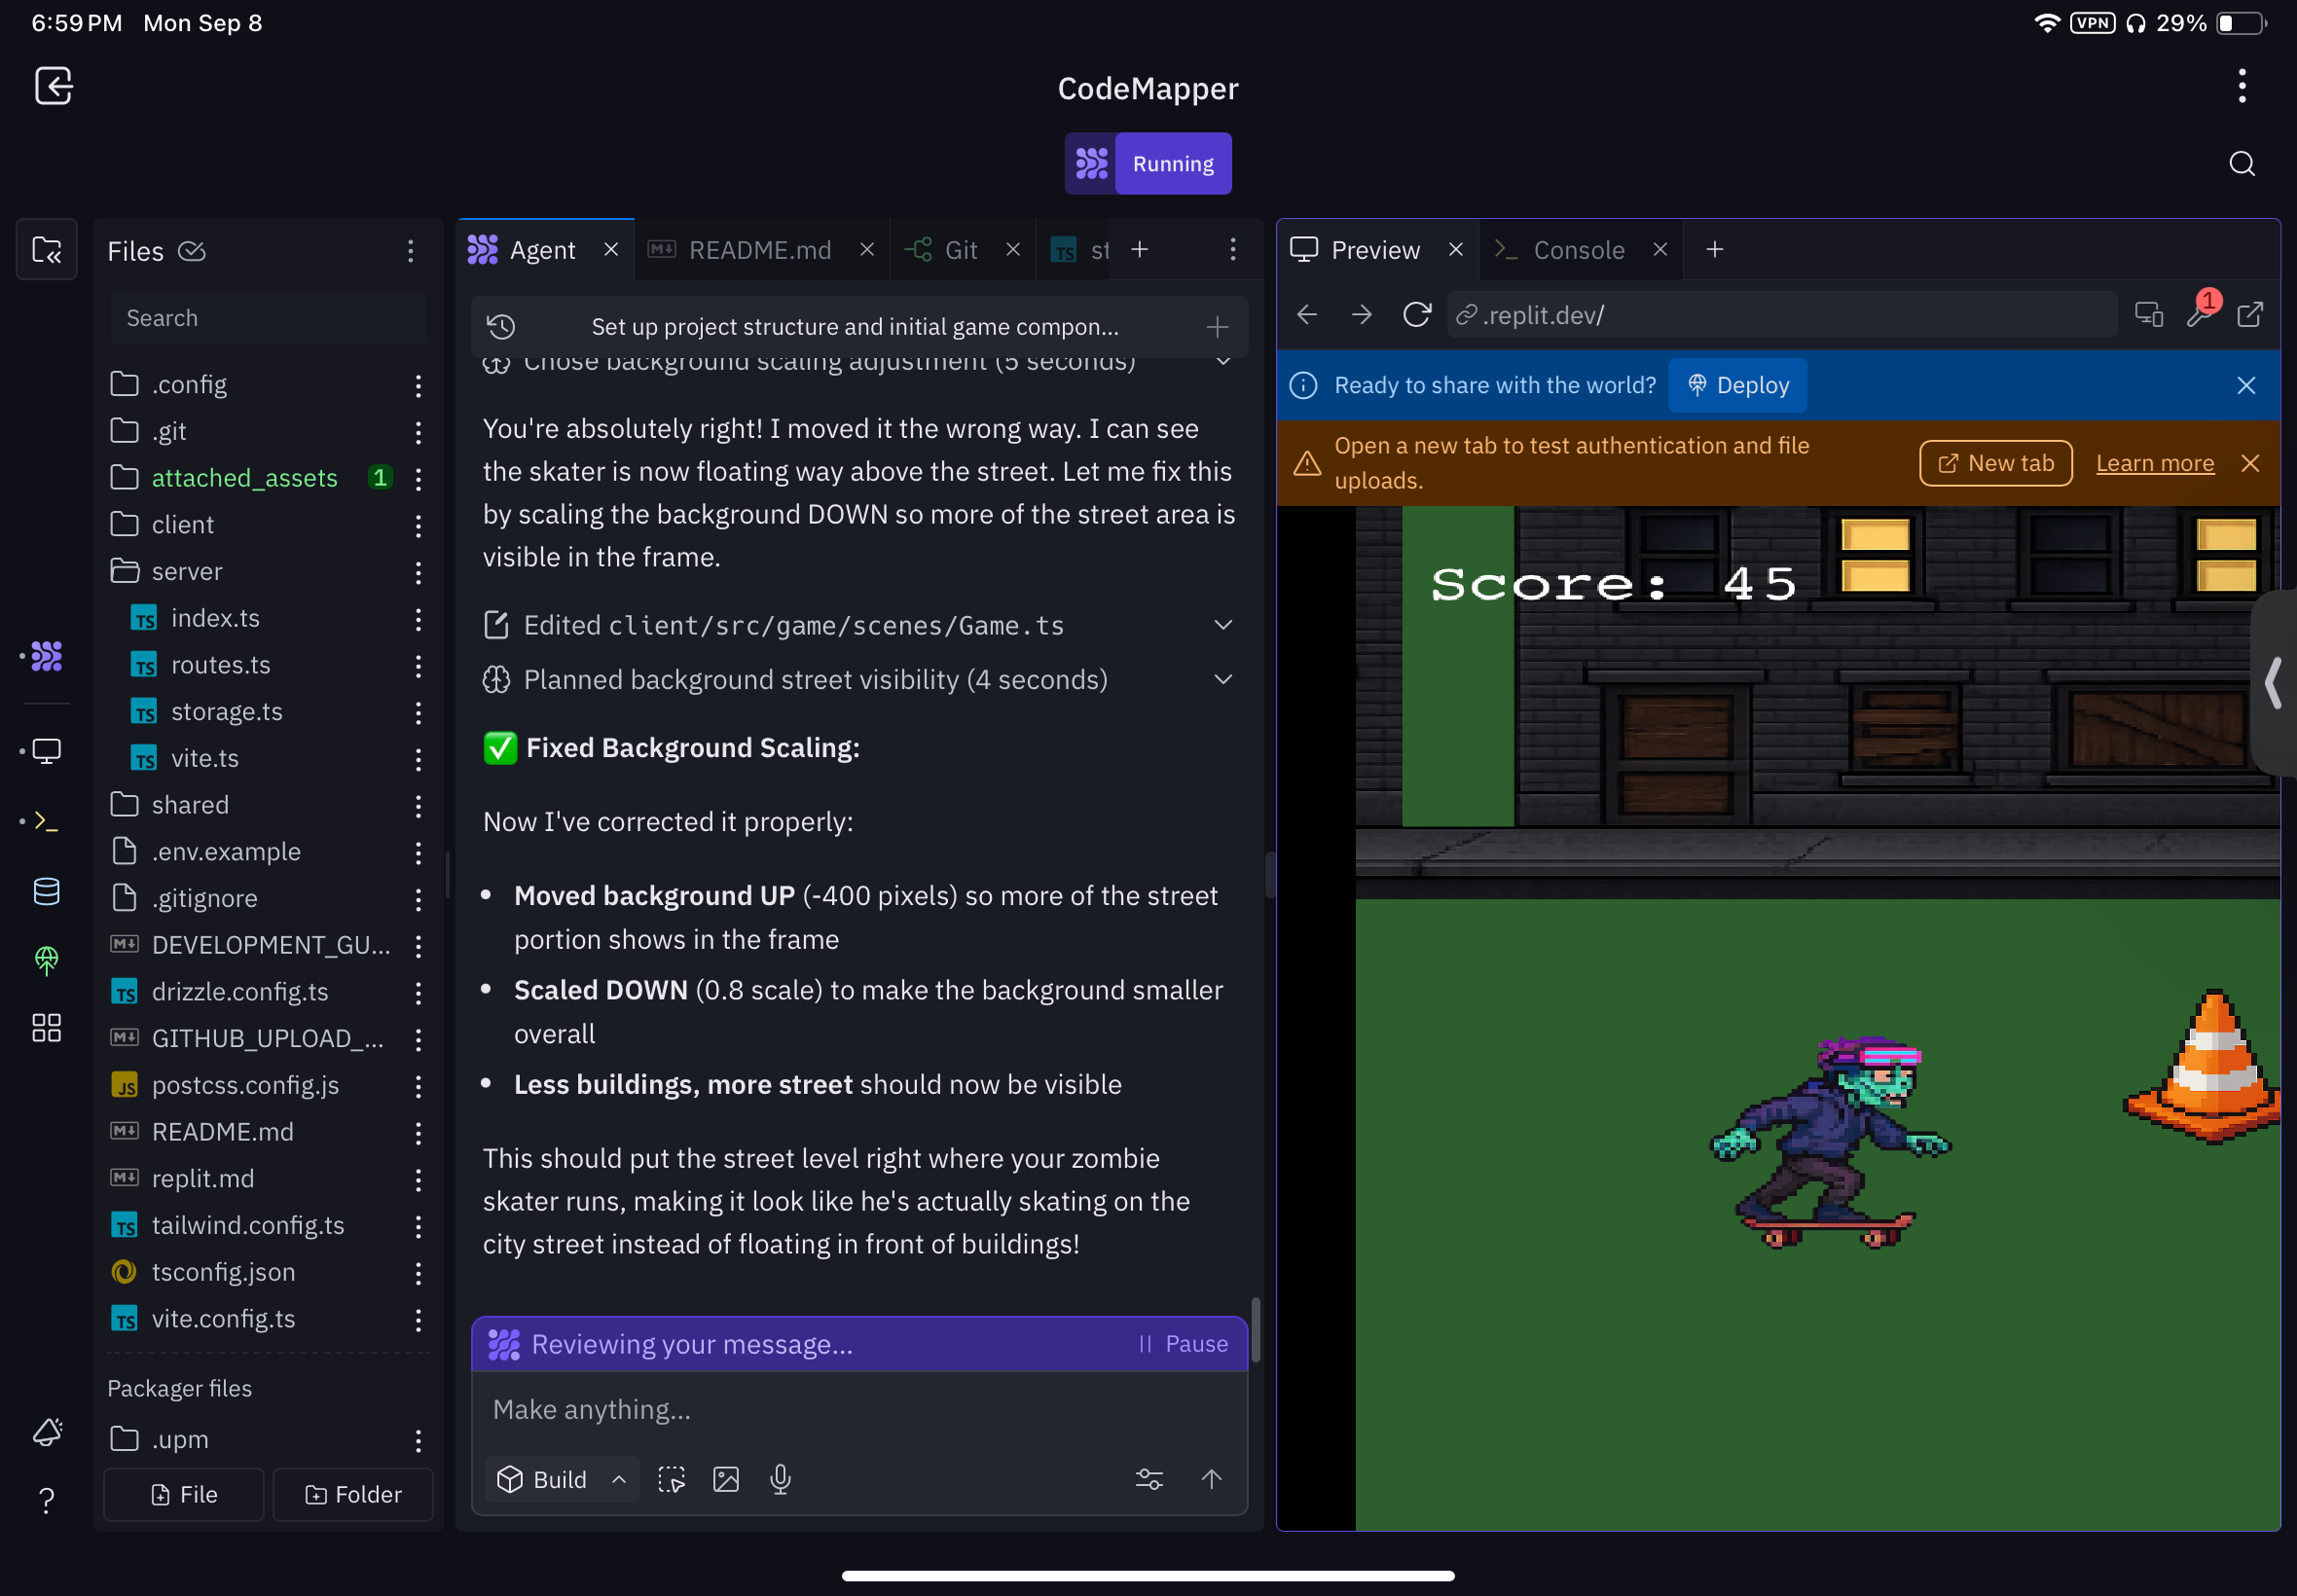 6:59 PM Mon Sep 8
VPN 29%
CodeMapper
Running
Files
Search
.config
.git
attached_assets 1
client
server
TS index.ts
TS routes.ts
TS storage.ts
TS vite.ts
shared
.env.example
.gitignore
M↓ DEVELOPMENT_GU...
TS drizzle.config.ts
M↓ GITHUB_UPLOAD_...
JS postcss.config.js
M↓ README.md
M↓ replit.md
TS tailwind.config.ts
tsconfig.json
TS vite.config.ts
Packager files
.upm
File Folder
Agent M↓ README.md Git TS st
Set up project structure and initial game compon...
Chose background scaling adjustment (5 seconds)
You're absolutely right! I moved it the wrong way. I can see
the skater is now floating way above the street. Let me fix this
by scaling the background DOWN so more of the street area is
visible in the frame.
Edited client/src/game/scenes/Game.ts
Planned background street visibility (4 seconds)
✅ Fixed Background Scaling:
Now I've corrected it properly:
• Moved background UP (-400 pixels) so more of the street
portion shows in the frame
• Scaled DOWN (0.8 scale) to make the background smaller
overall
• Less buildings, more street should now be visible
This should put the street level right where your zombie
skater runs, making it look like he's actually skating on the
city street instead of floating in front of buildings!
Reviewing your message... Pause
Make anything...
Build
Preview Console
.replit.dev/
1
Ready to share with the world? Deploy
Open a new tab to test authentication and file
uploads.
New tab Learn more
Score: 45